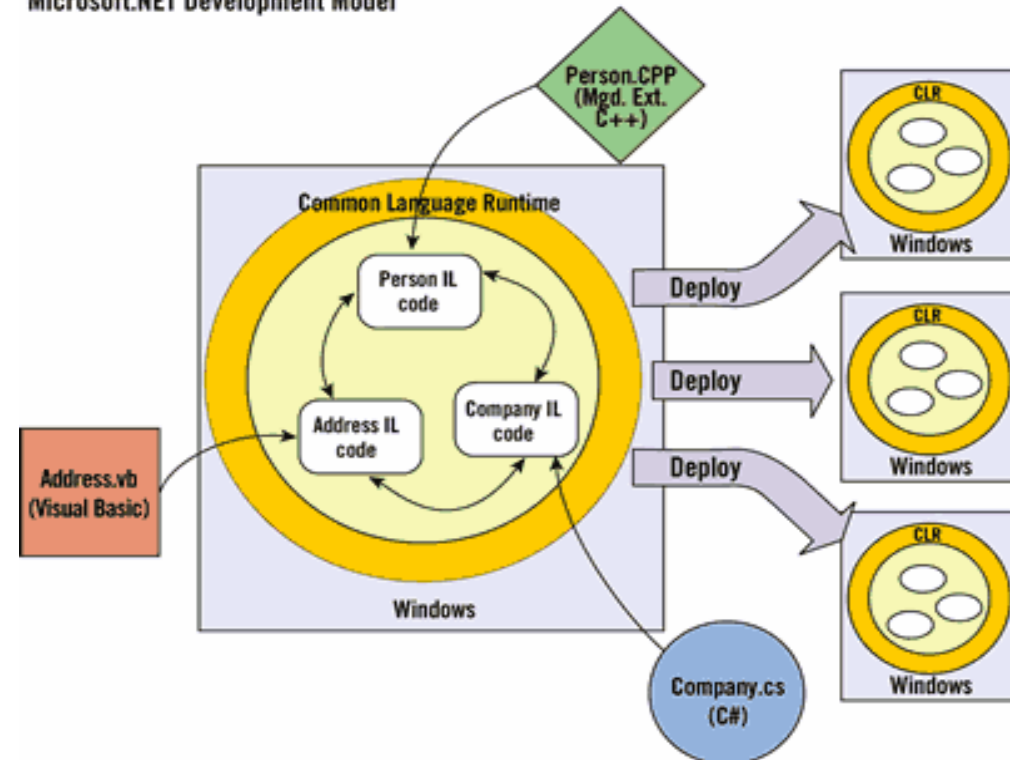 Microsoft.NET Development Model
Person.CPP
(Mgd. Ext.
C++)
Common Language Runtime
Person IL
code
Address IL
code
Company IL
code
Windows
Address.vb
(Visual Basic)
Company.cs
(C#)
Deploy
Deploy
Deploy
CLR
Windows
CLR
Windows
CLR
Windows